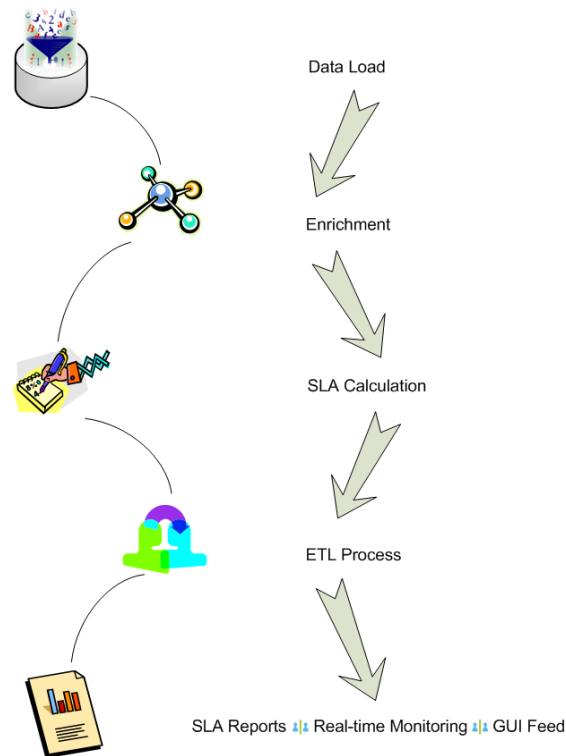 Data Load
Enrichment
SLA Calculation
ETL Process
SLA Reports Real-time Monitoring GUI Feed